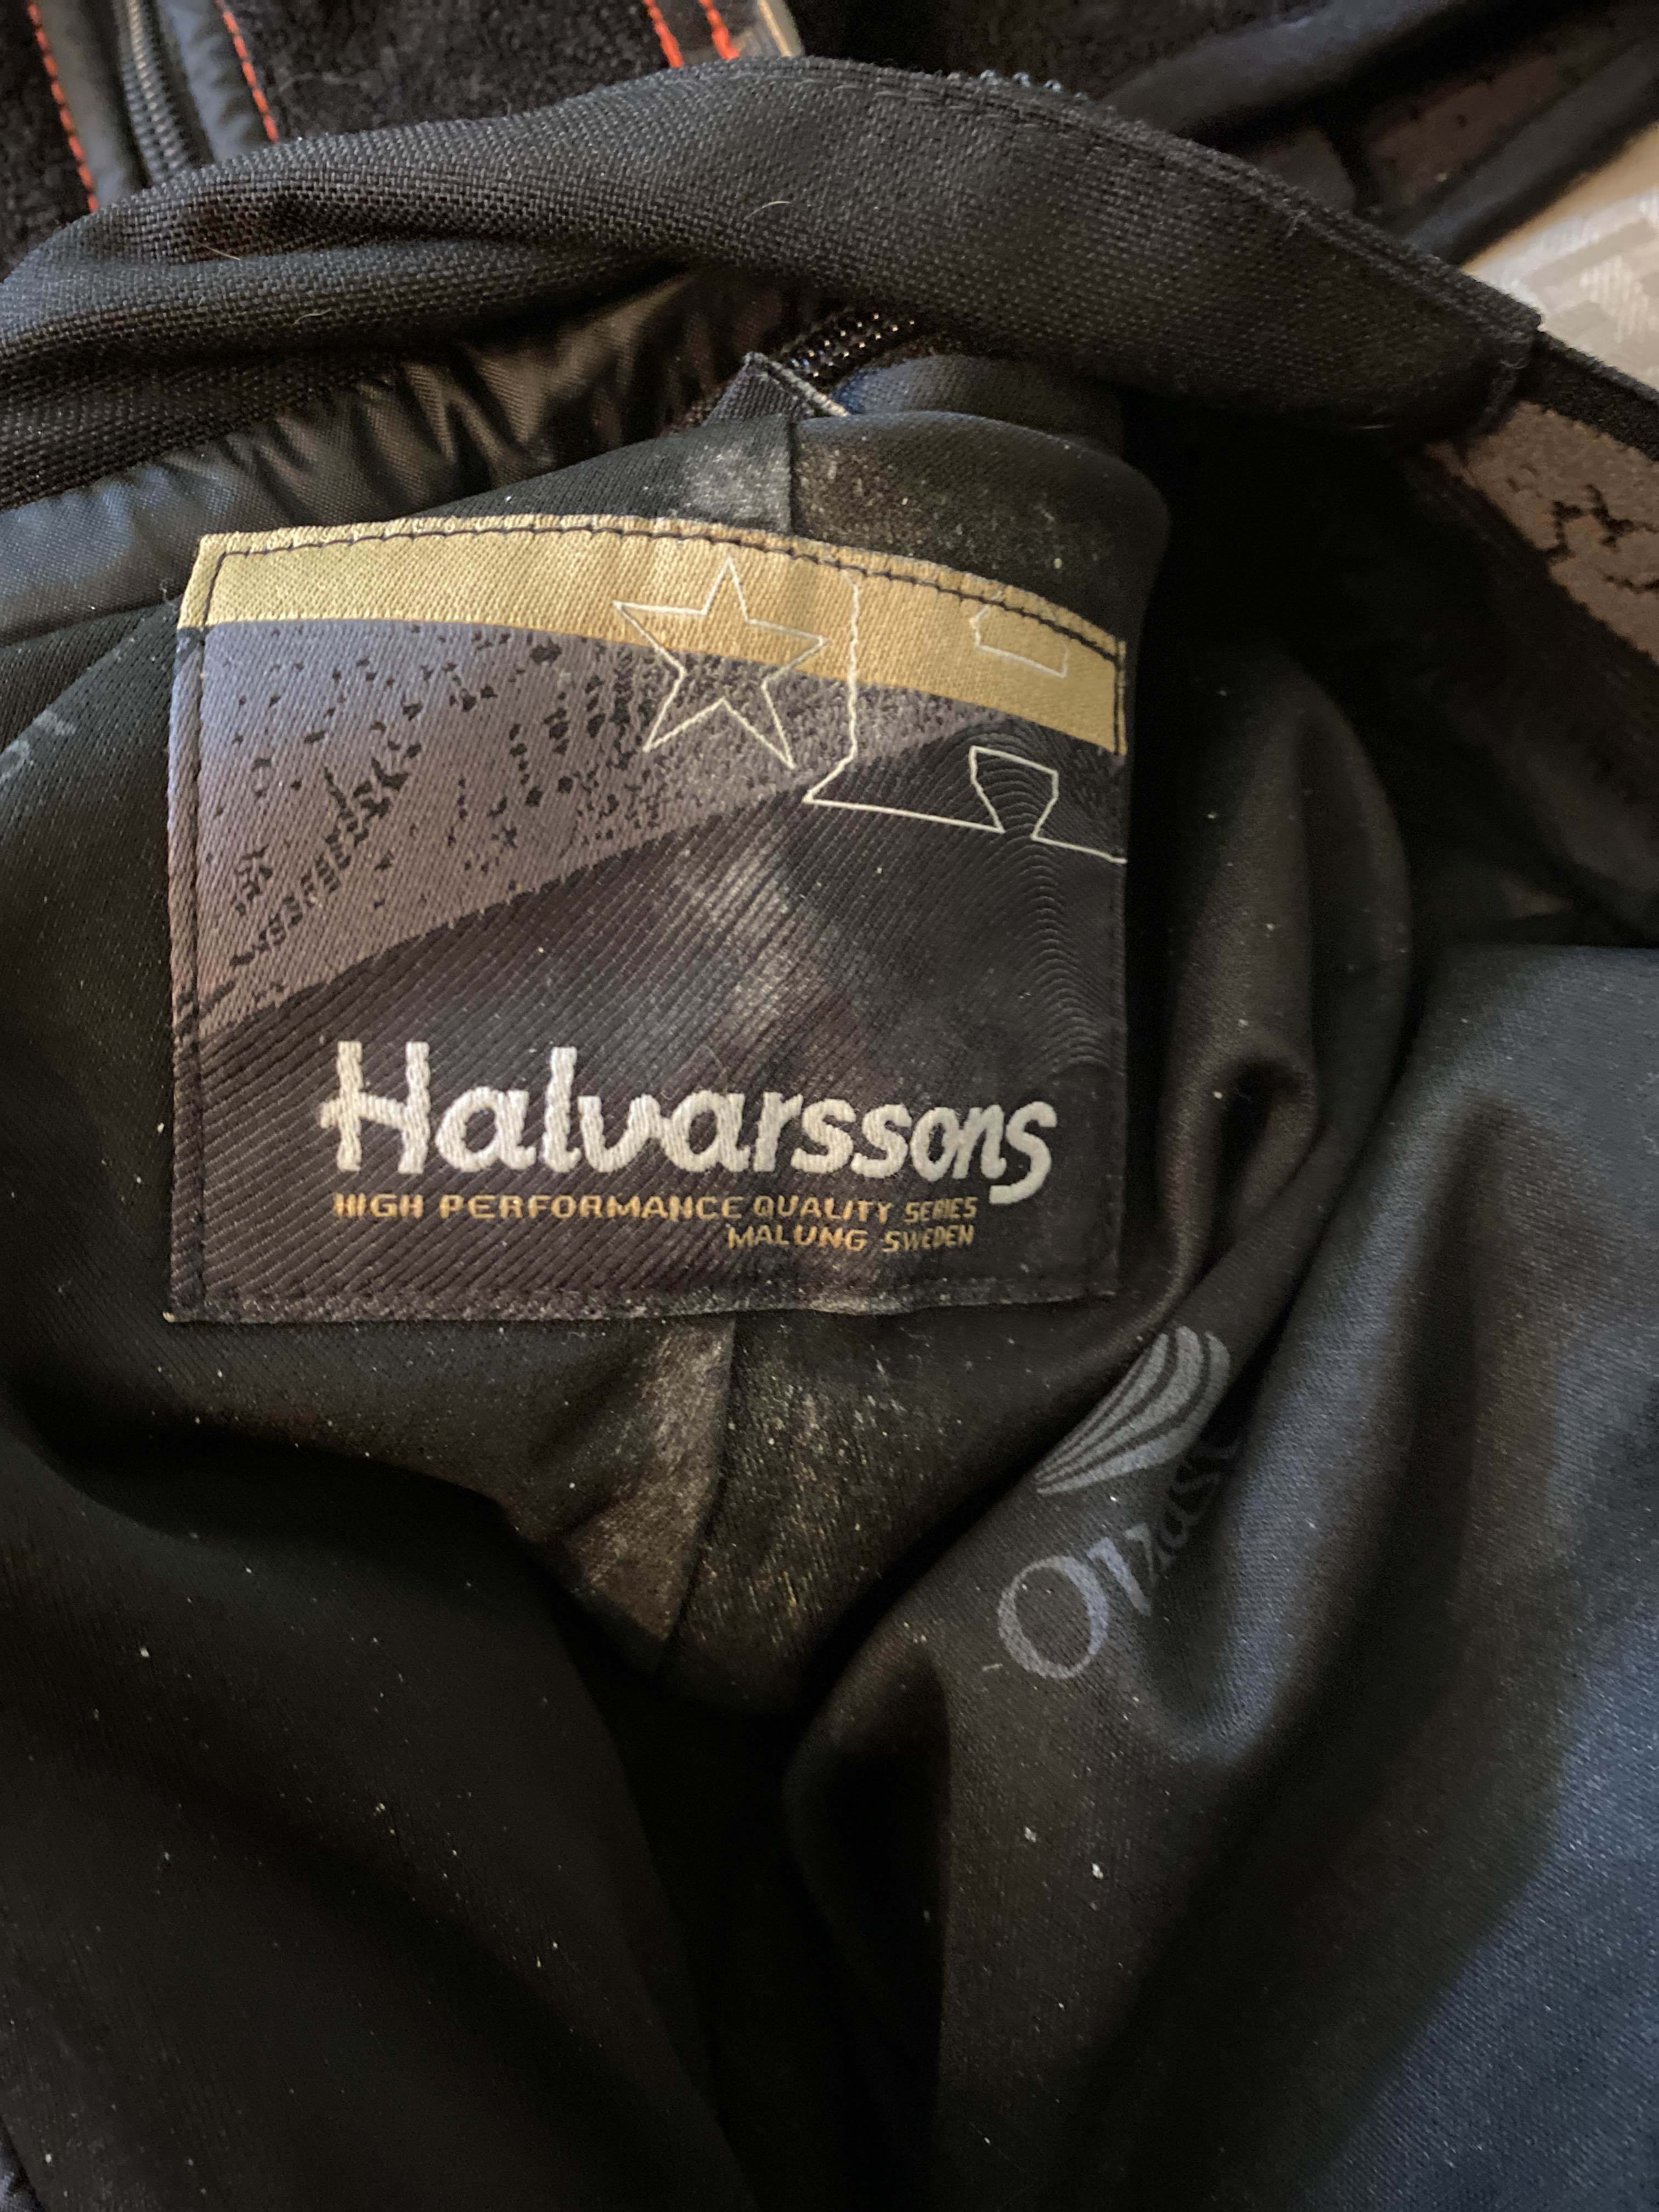 Halvarssons
HIGH PERFORMANCE QUALITY SERIES
MALUNG SWEDEN